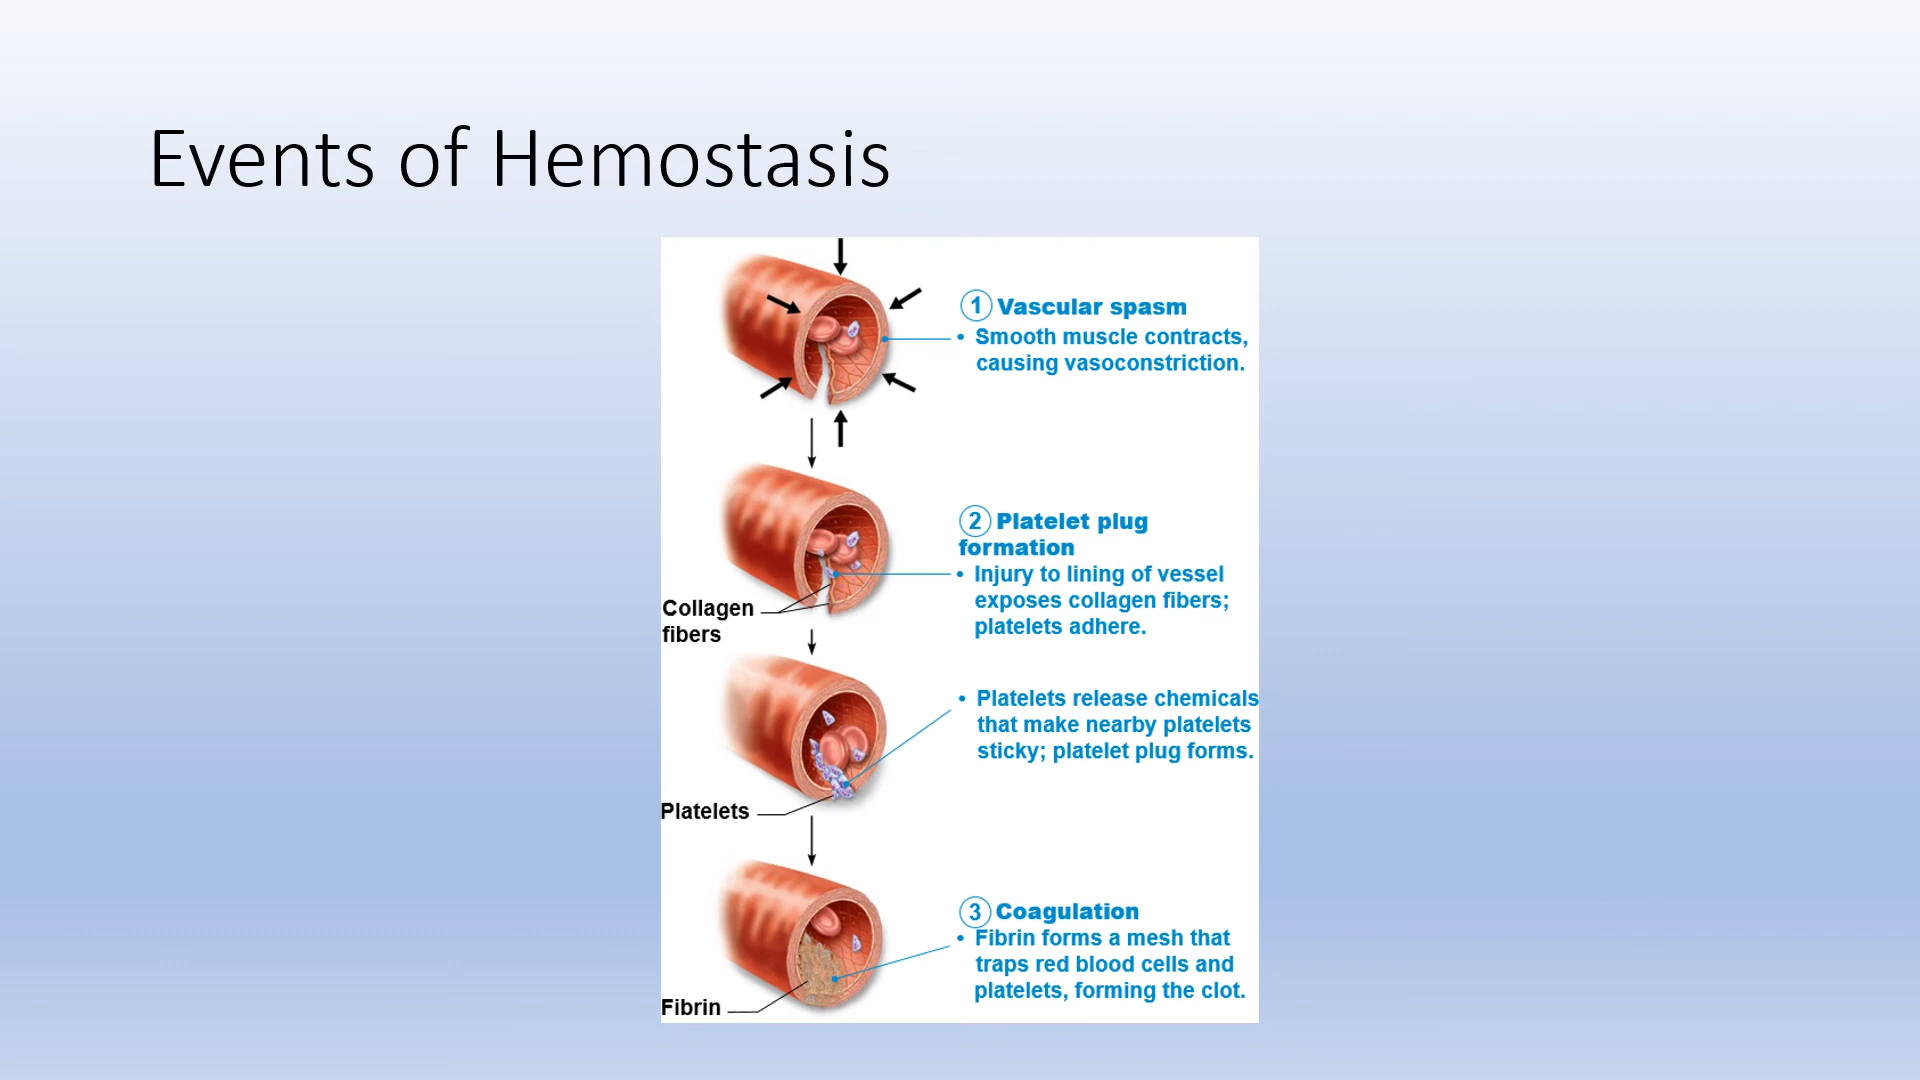 Events of Hemostasis
1 Vascular spasm
• Smooth muscle contracts,
causing vasoconstriction.
2 Platelet plug
formation
• Injury to lining of vessel
exposes collagen fibers;
platelets adhere.
Collagen
fibers
• Platelets release chemicals
that make nearby platelets
sticky; platelet plug forms.
Platelets
3 Coagulation
• Fibrin forms a mesh that
traps red blood cells and
platelets, forming the clot.
Fibrin